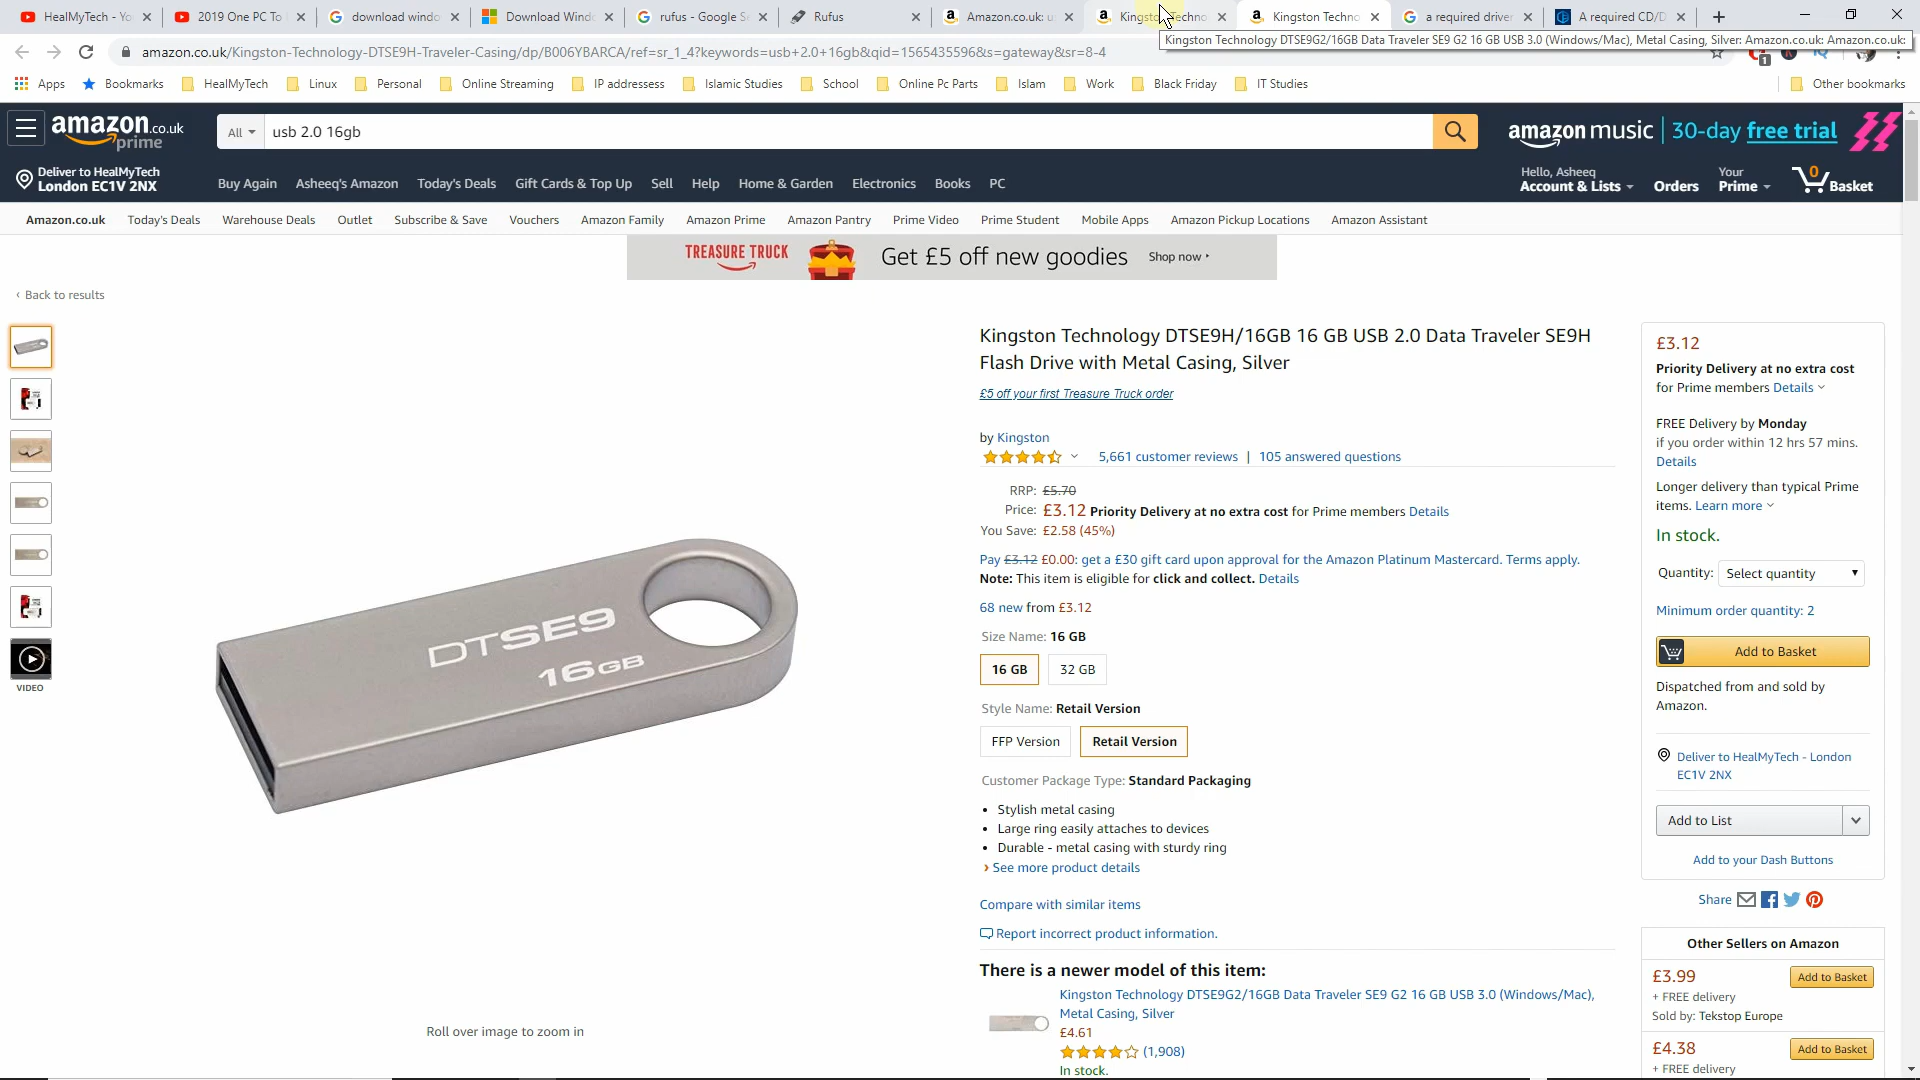 HealMyTech - Yo
2019 One PC To
download windo
Download Wind
rufus - Google Se
Rufus
Amazon.co.uk: u
Kingston Techno
Kingston Techno
a required driver
A required CD/D
Kingston Technology DTSE9G2/16GB Data Traveler SE9 G2 16 GB USB 3.0 (Windows/Mac), Metal Casing, Silver: Amazon.co.uk: Amazon.co.uk:
amazon.co.uk/Kingston-Technology-DTSE9H-Traveler-Casing/dp/B006YBARCA/ref=sr_1_4?keywords=usb+2.0+16gb&qid=1565435596&s=gateway&sr=8-4
1
Apps Bookmarks HealMyTech Linux Personal Online Streaming IP addressess Islamic Studies School Online Pc Parts Islam Work Black Friday IT Studies Other bookmarks
amazon.co.uk
prime
All usb 2.0 16gb
amazon music 30-day free trial
Deliver to HealMyTech
London EC1V 2NX
Buy Again Asheeq's Amazon Today's Deals Gift Cards & Top Up Sell Help Home & Garden Electronics Books PC
Hello, Asheeq
Account & Lists
Orders
Your
Prime
0
Basket
Amazon.co.uk Today's Deals Warehouse Deals Outlet Subscribe & Save Vouchers Amazon Family Amazon Prime Amazon Pantry Prime Video Prime Student Mobile Apps Amazon Pickup Locations Amazon Assistant
TREASURE TRUCK Get £5 off new goodies Shop now
‹ Back to results
VIDEO
DTSE9
16GB
Roll over image to zoom in
Kingston Technology DTSE9H/16GB 16 GB USB 2.0 Data Traveler SE9H
Flash Drive with Metal Casing, Silver
£5 off your first Treasure Truck order
by Kingston
5,661 customer reviews | 105 answered questions
RRP: £5.70
Price: £3.12 Priority Delivery at no extra cost for Prime members Details
You Save: £2.58 (45%)
Pay £3.12 £0.00: get a £30 gift card upon approval for the Amazon Platinum Mastercard. Terms apply.
Note: This item is eligible for click and collect. Details
68 new from £3.12
Size Name: 16 GB
16 GB 32 GB
Style Name: Retail Version
FFP Version Retail Version
Customer Package Type: Standard Packaging
• Stylish metal casing
• Large ring easily attaches to devices
• Durable - metal casing with sturdy ring
› See more product details
Compare with similar items
Report incorrect product information.
There is a newer model of this item:
Kingston Technology DTSE9G2/16GB Data Traveler SE9 G2 16 GB USB 3.0 (Windows/Mac),
Metal Casing, Silver
£4.61
(1,908)
In stock.
£3.12
Priority Delivery at no extra cost
for Prime members Details
FREE Delivery by Monday
if you order within 12 hrs 57 mins.
Details
Longer delivery than typical Prime
items. Learn more
In stock.
Quantity: Select quantity
Minimum order quantity: 2
Add to Basket
Dispatched from and sold by
Amazon.
Deliver to HealMyTech - London
EC1V 2NX
Add to List
Add to your Dash Buttons
Share
Other Sellers on Amazon
£3.99 Add to Basket
+ FREE delivery
Sold by: Tekstop Europe
£4.38 Add to Basket
+ FREE delivery